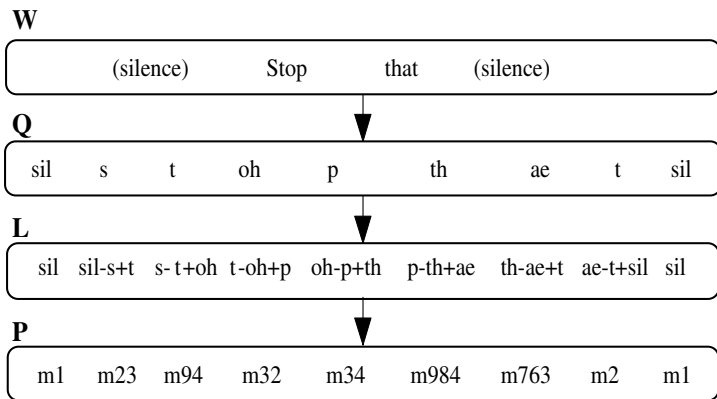 W
(silence) Stop that (silence)
Q
sil s t oh p th ae t sil
L
sil sil-s+t s-t+oh t-oh+p oh-p+th p-th+ae th-ae+t ae-t+sil sil
P
m1 m23 m94 m32 m34 m984 m763 m2 m1